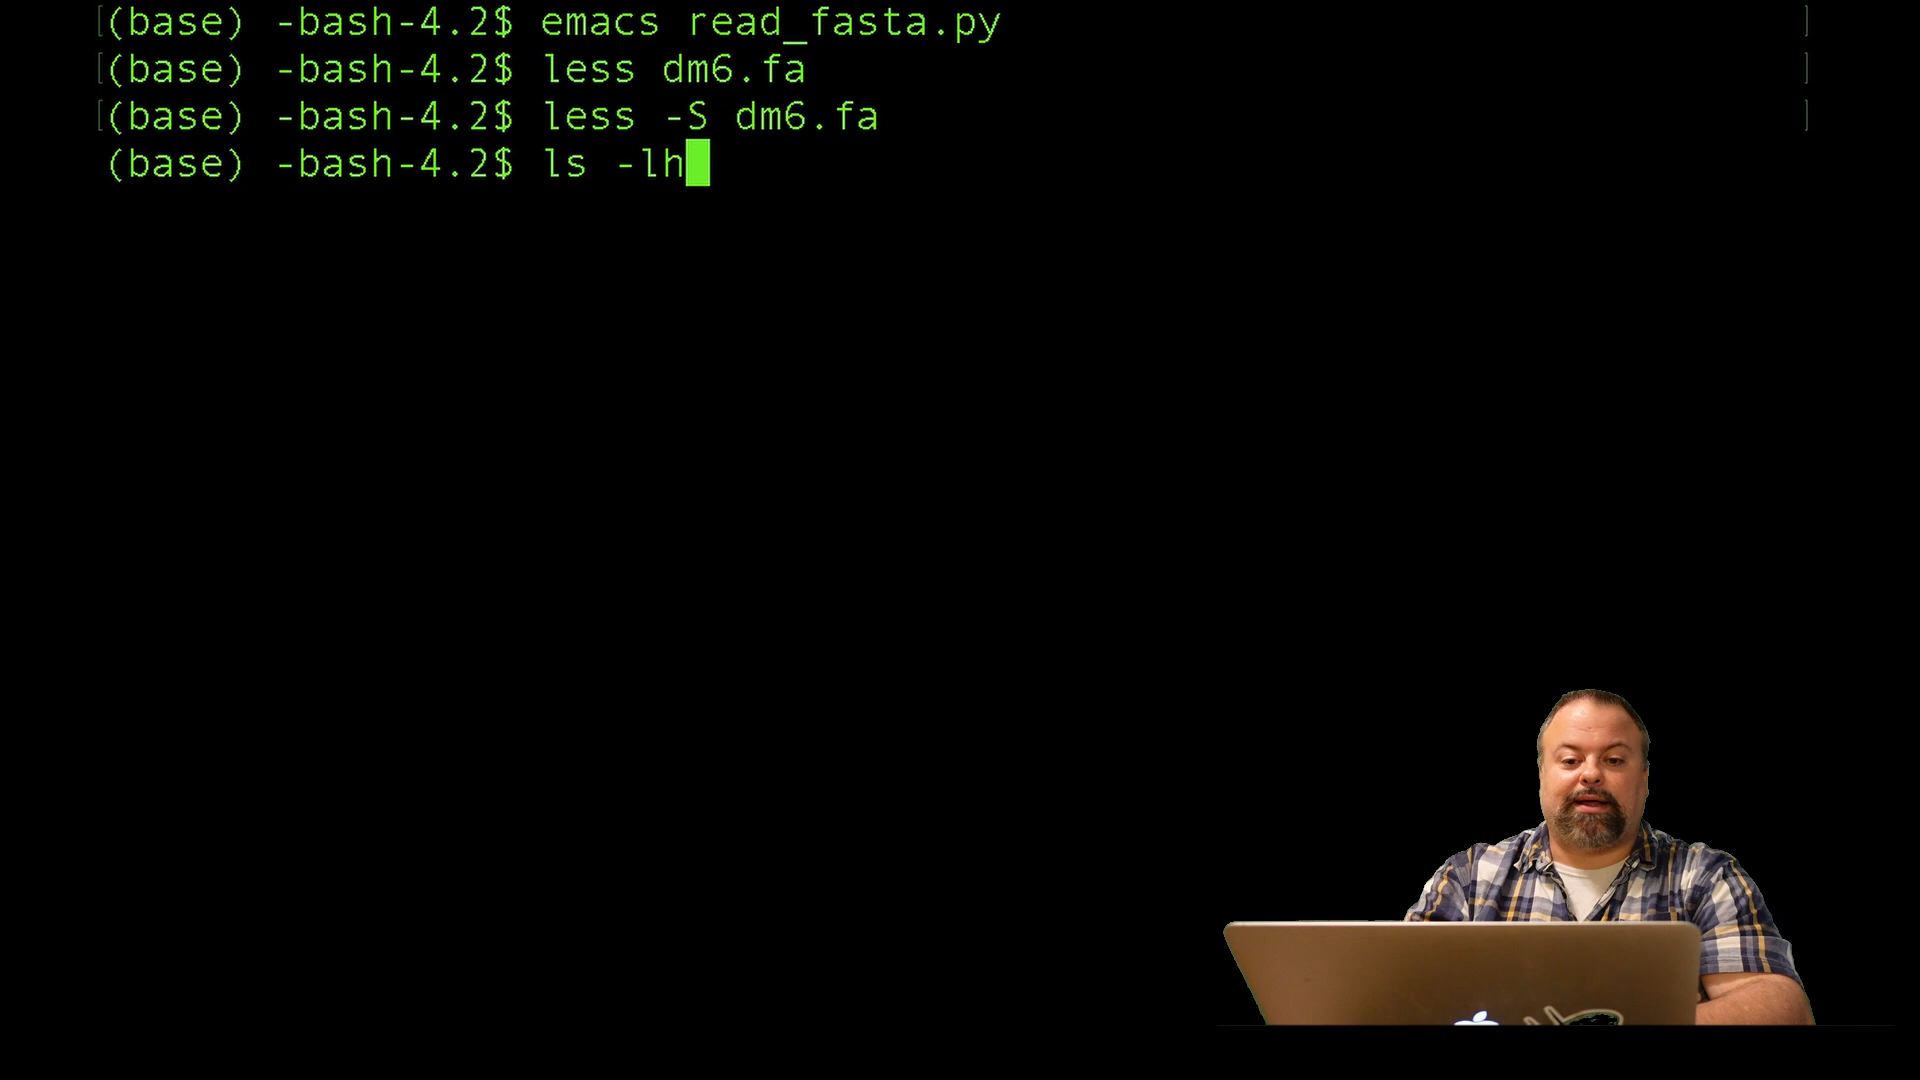 [(base) -bash-4.2$ emacs read_fasta.py ]
[(base) -bash-4.2$ less dm6.fa ]
[(base) -bash-4.2$ less -S dm6.fa ]
(base) -bash-4.2$ ls -lh